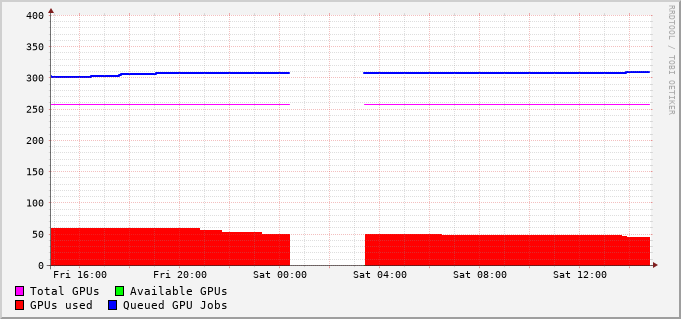 400
350
300
250
200
150
100
50
0
Fri 16:00 Fri 20:00 Sat 00:00 Sat 04:00 Sat 08:00 Sat 12:00
Total GPUs Available GPUs
GPUs used Queued GPU Jobs
RRDTOOL / TOBI OETIKER